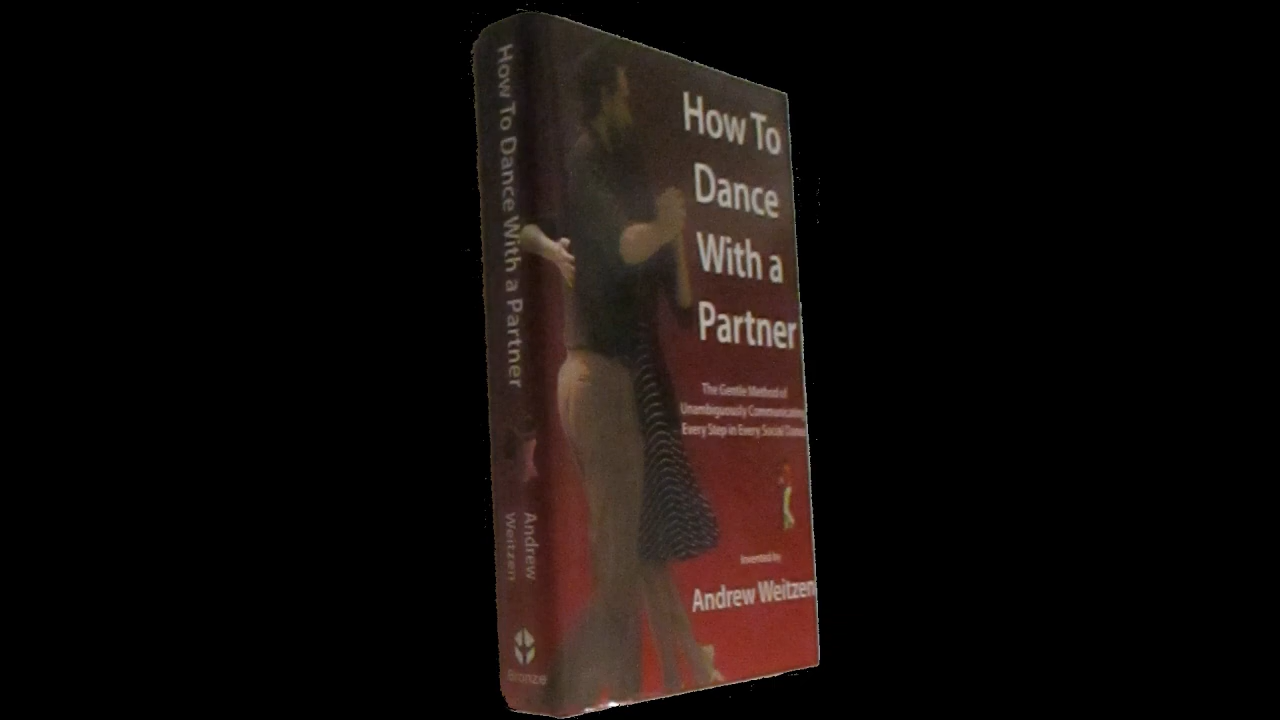 How To Dance With a Partner
Andrew
Weitzen
Bronze
How To
Dance
With a
Partner
The Gentle Method of
Unambiguously Communicating
Every Step in Every Social Dance
Invented by
Andrew Weitzen